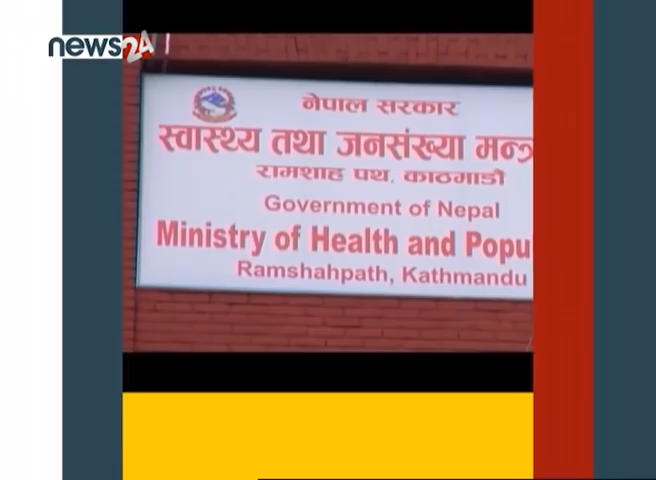 news24
नेपाल सरकार
स्वास्थ्य तथा जनसंख्या मन्त्र
रामशाह पथ, काठमाडौं
Government of Nepal
Ministry of Health and Popu
Ramshahpath, Kathmandu